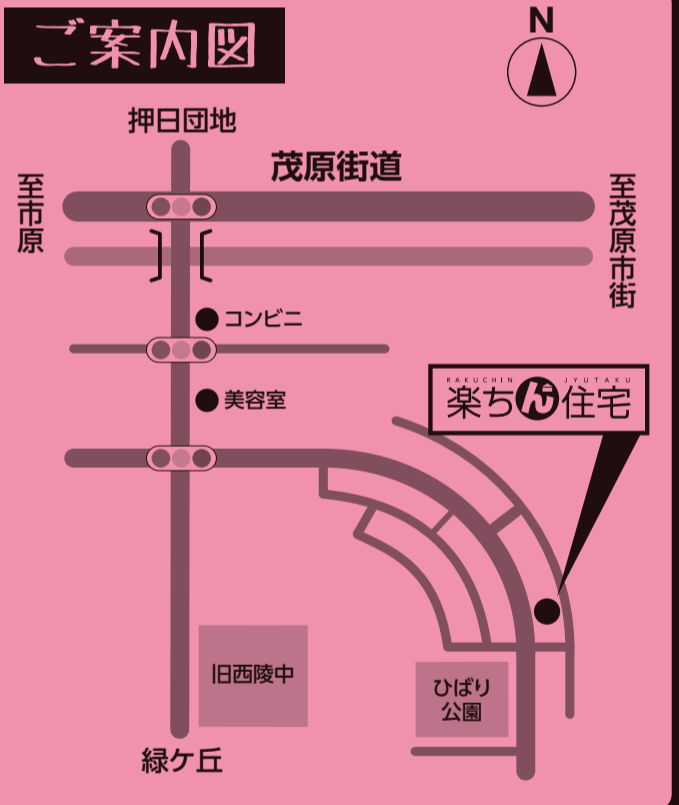 ご案内図
N
押日団地
茂原街道
至市原
至茂原市街
コンビニ
美容室
RAKUCHIN JYUTAKU
楽ちん住宅
旧西陵中
ひばり
公園
緑ケ丘